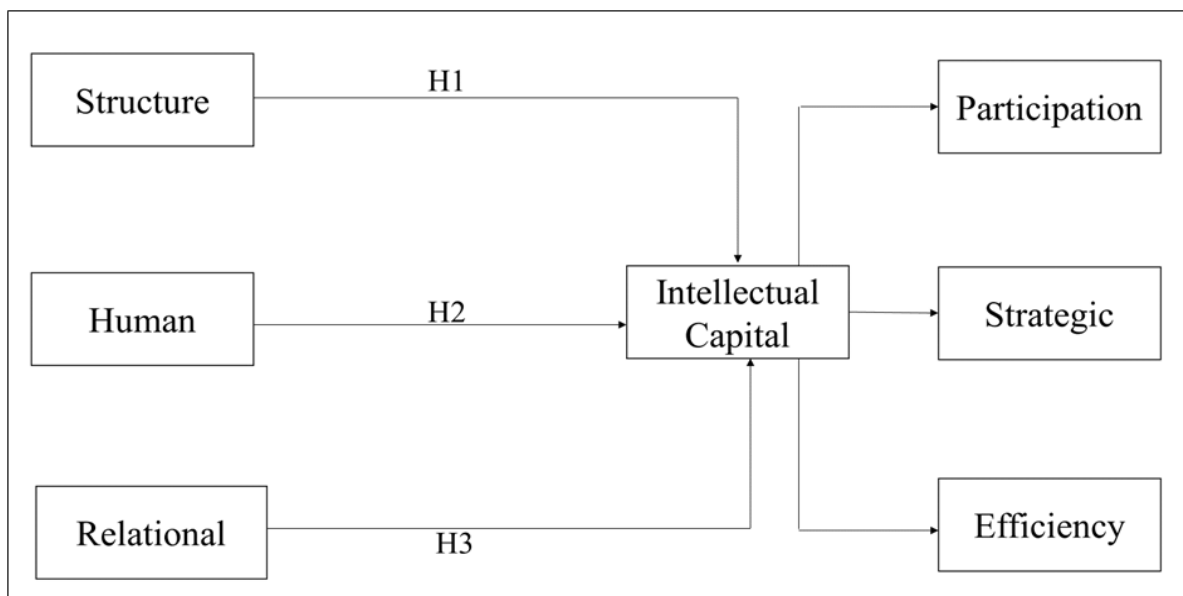 Structure
H1
Participation
Human
H2
Intellectual
Capital
Strategic
Relational
H3
Efficiency